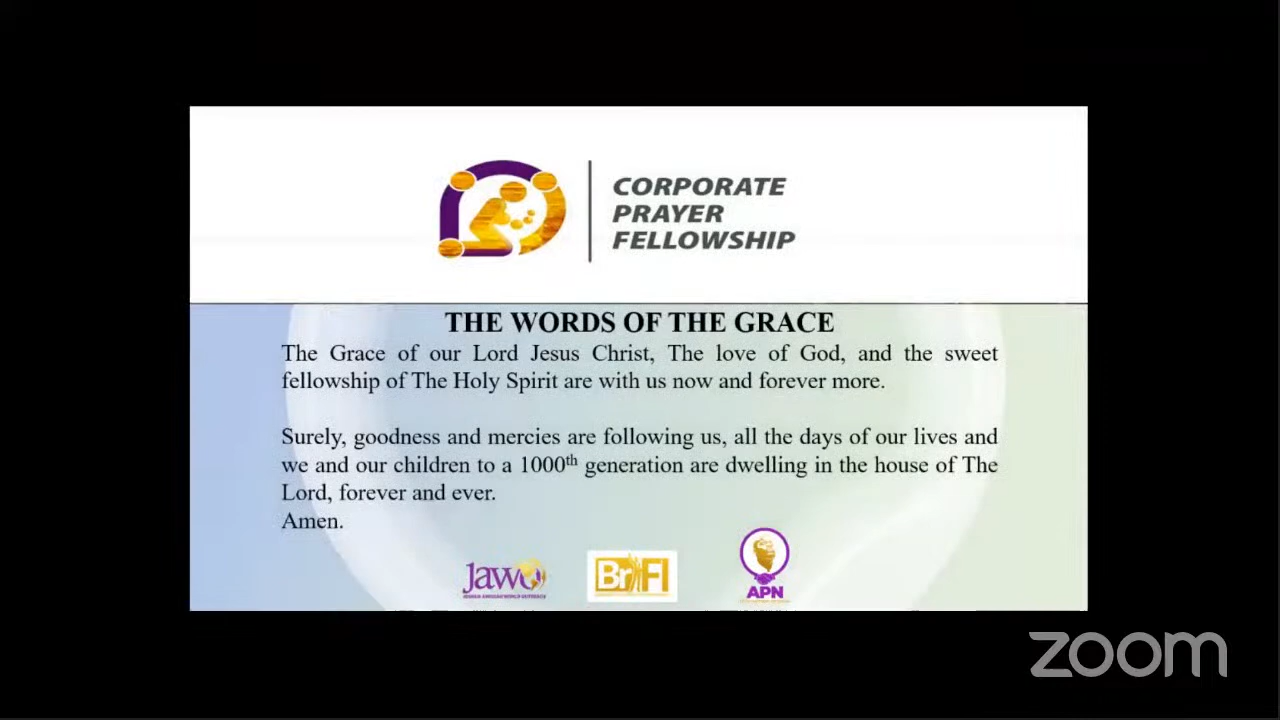 CORPORATE
PRAYER
FELLOWSHIP
THE WORDS OF THE GRACE
The Grace of our Lord Jesus Christ, The love of God, and the sweet
fellowship of The Holy Spirit are with us now and forever more.
Surely, goodness and mercies are following us, all the days of our lives and
we and our children to a 1000th generation are dwelling in the house of The
Lord, forever and ever.
Amen.
Jawo
BrFI
APN
zoom